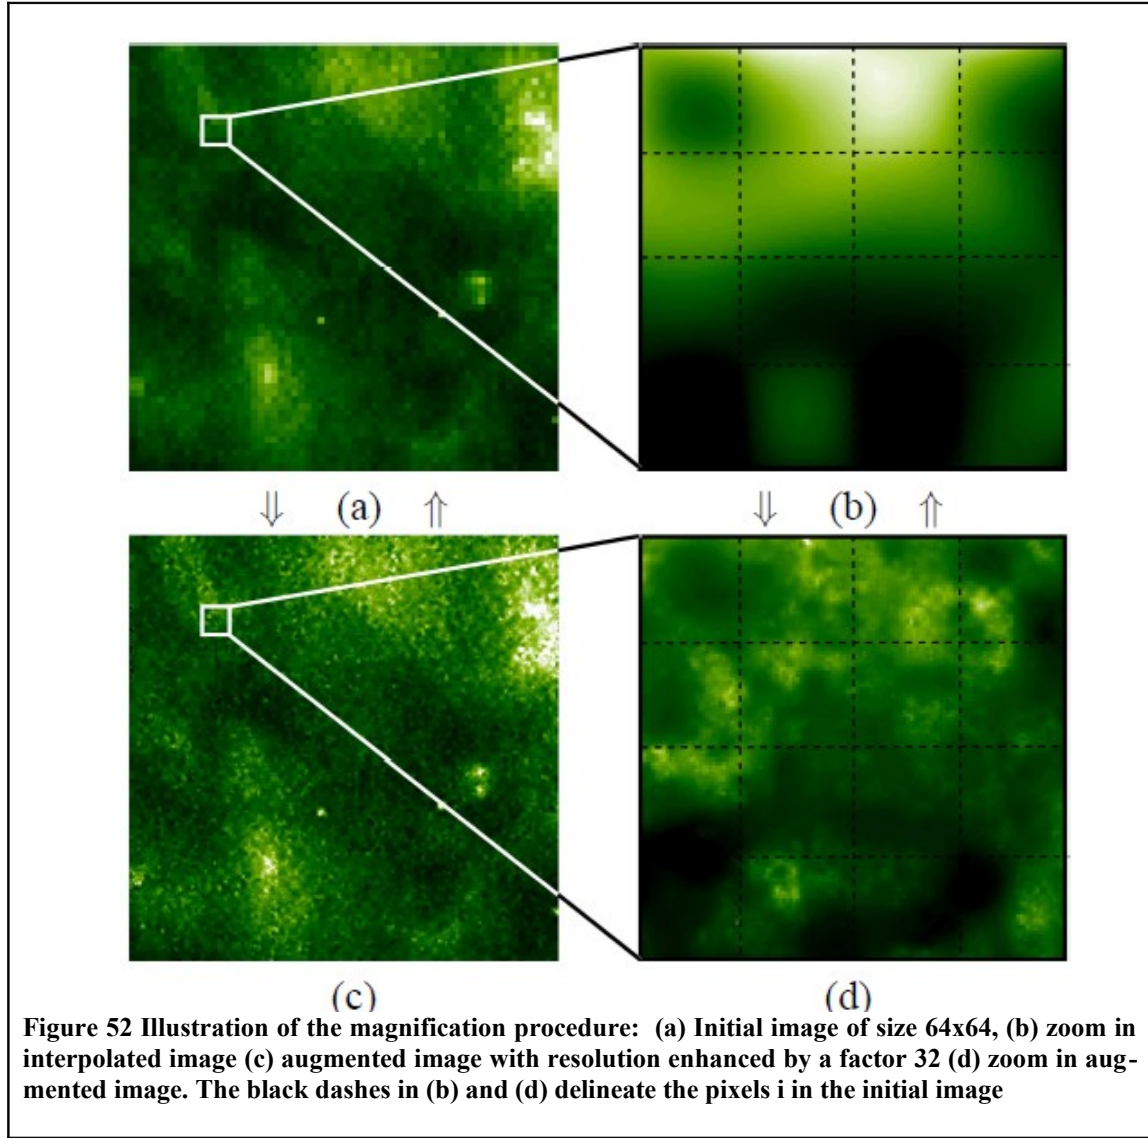 ⇓ (a) ⇑ ⇓ (b) ⇑
(c) (d)
Figure 52 Illustration of the magnification procedure: (a) Initial image of size 64x64, (b) zoom in
interpolated image (c) augmented image with resolution enhanced by a factor 32 (d) zoom in aug-
mented image. The black dashes in (b) and (d) delineate the pixels i in the initial image